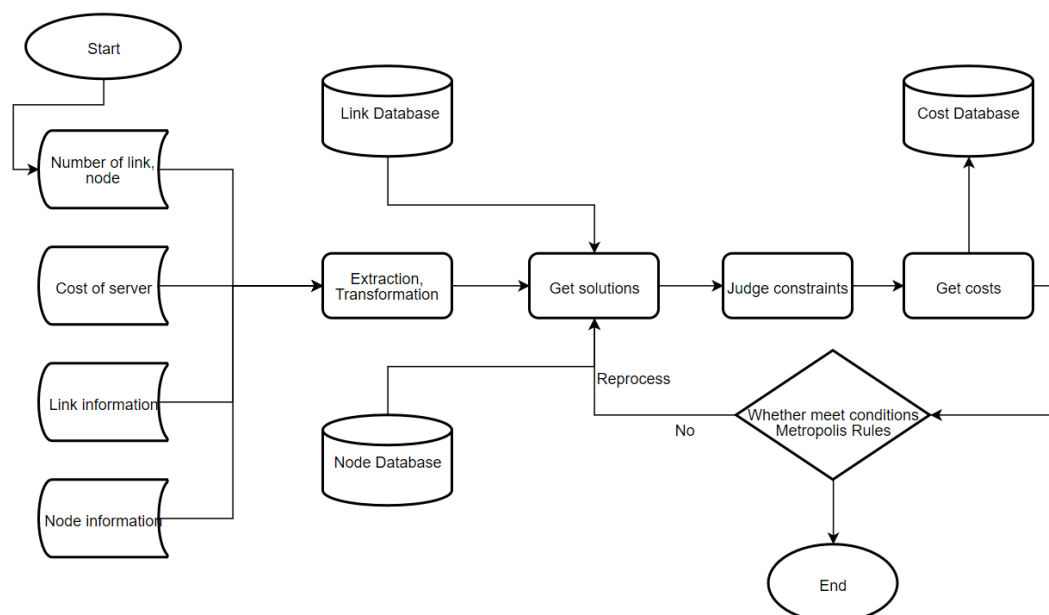 Start
Link Database
Cost Database
Number of link,
node
Cost of server
Extraction,
Transformation
Get solutions
Judge constraints
Get costs
Link information
Reprocess
Whether meet conditions
Metropolis Rules
No
Node Database
Node information
End